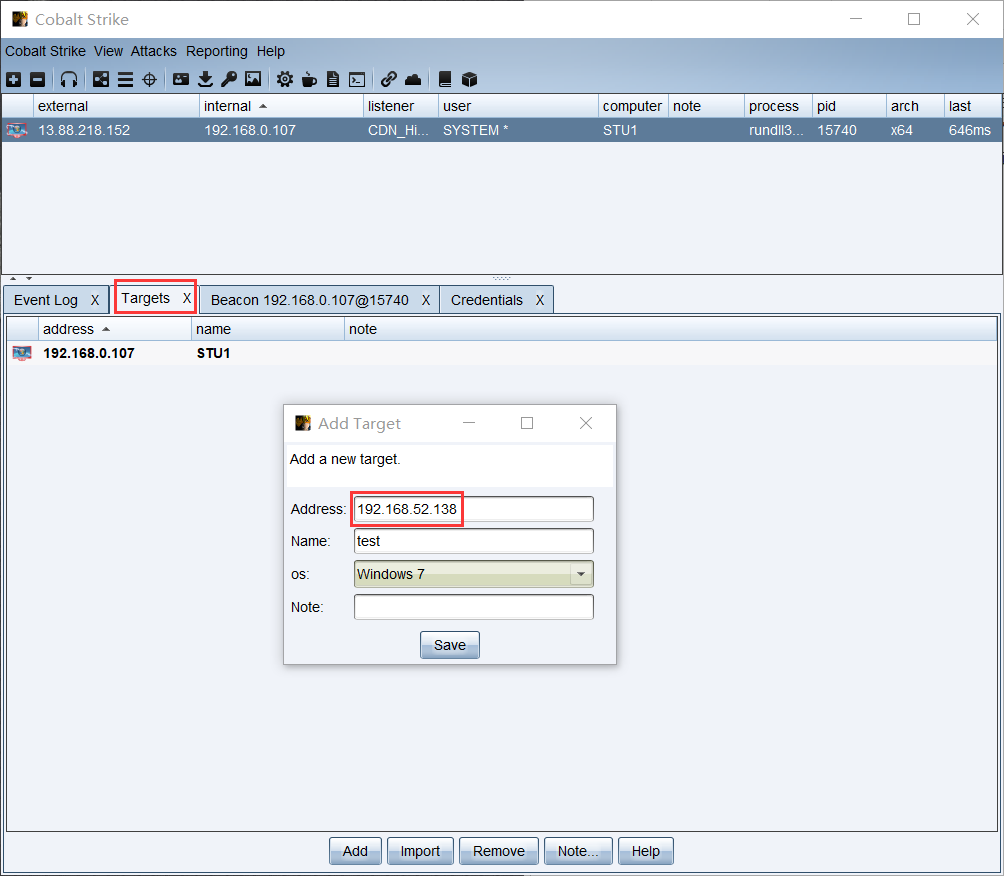 Cobalt Strike
Cobalt Strike View Attacks Reporting Help
external internal listener user computer note process pid arch last
13.88.218.152 192.168.0.107 CDN_Hi... SYSTEM * STU1 rundll3... 15740 x64 646ms
Event Log X Targets X Beacon 192.168.0.107@15740 X Credentials X
address name note
192.168.0.107 STU1
Add Target
Add a new target.
Address: 192.168.52.138
Name: test
os: Windows 7
Note:
Save
Add Import Remove Note... Help